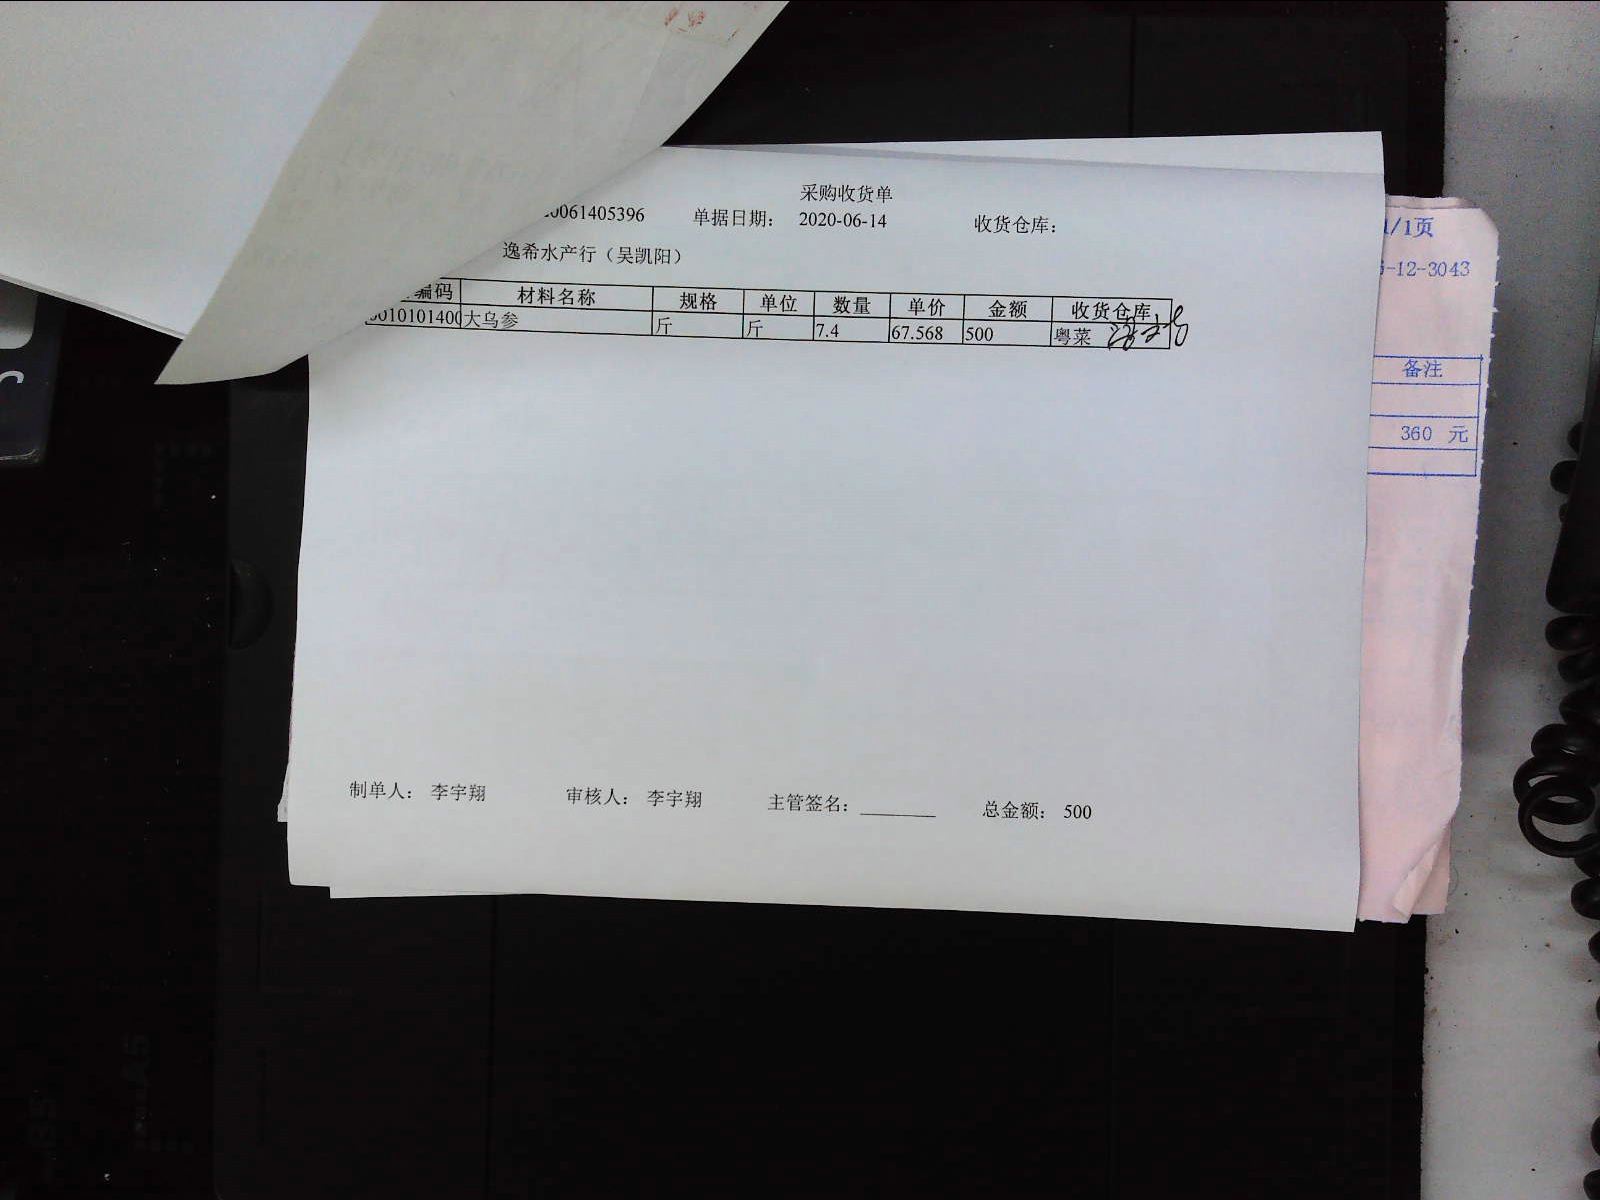 采购收货单
0061405396 单据日期: 2020-06-14 收货仓库:
逸希水产行（吴凯阳）
编码 材料名称 规格 单位 数量 单价 金额 收货仓库
010101400 大乌参 斤 斤 7.4 67.568 500 粤菜
制单人: 李宇翔 审核人: 李宇翔 主管签名: ________ 总金额: 500
1/1页
-12-3043
备注
360 元